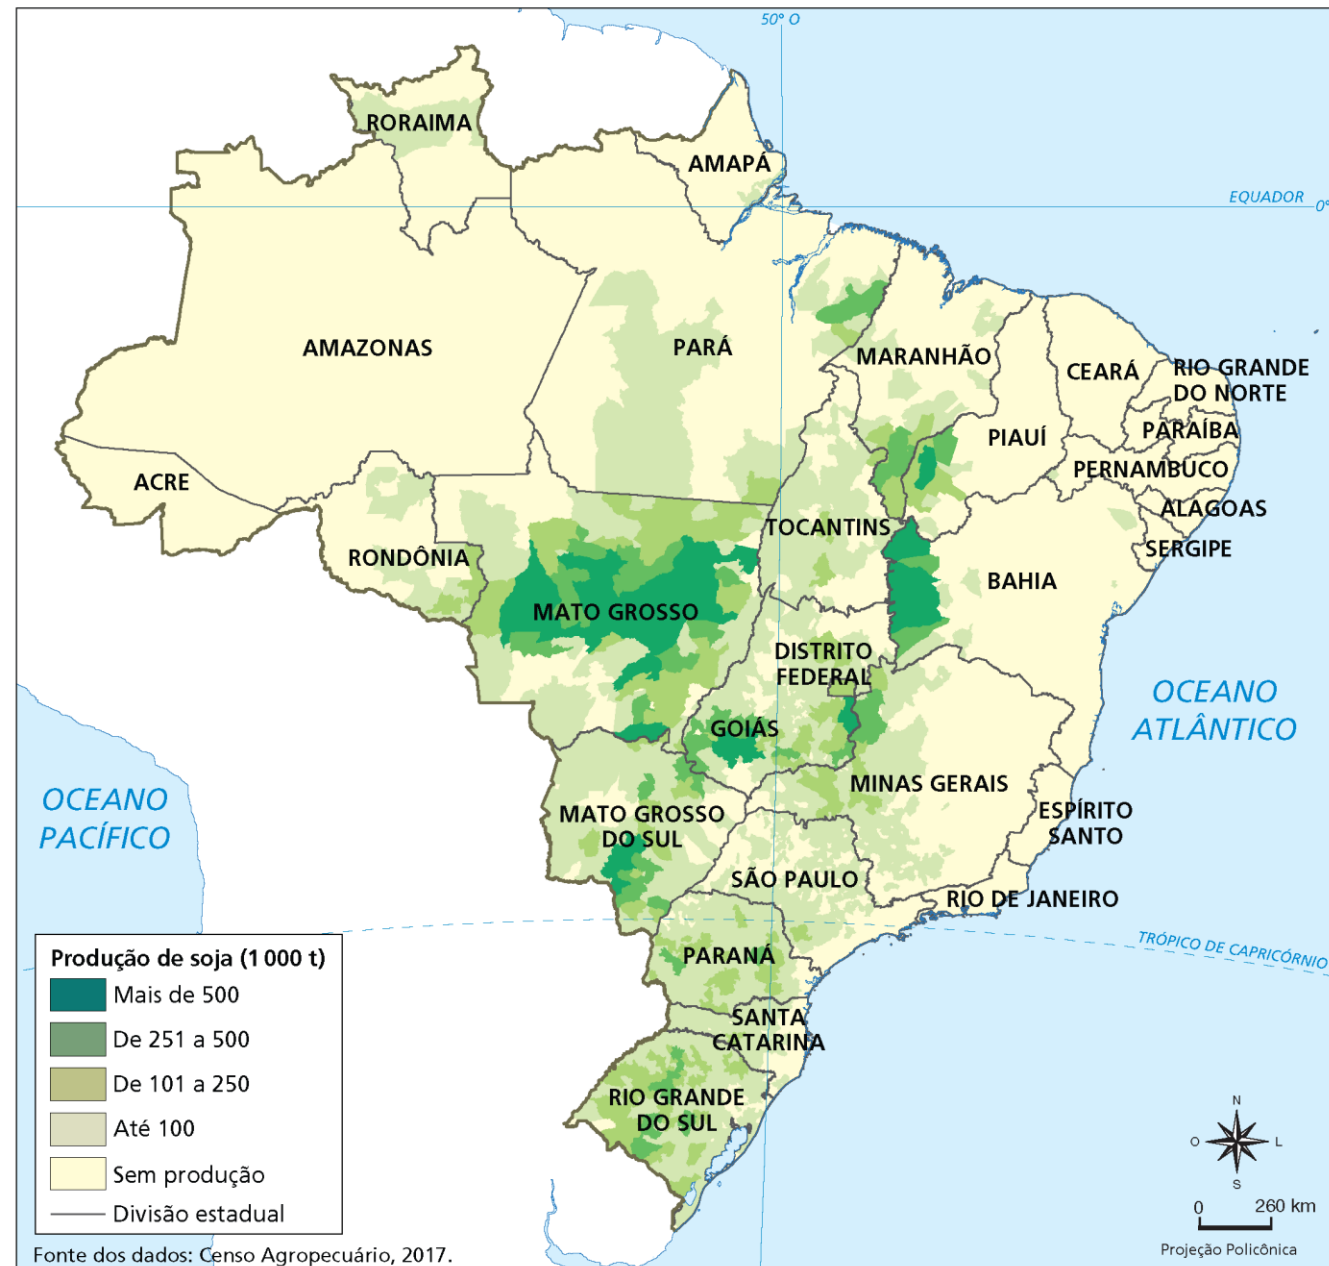 50° O
RORAIMA
AMAPÁ
EQUADOR
0°
AMAZONAS
PARÁ
MARANHÃO
CEARÁ
RIO GRANDE
DO NORTE
PARAÍBA
PIAUÍ
PERNAMBUCO
ACRE
ALAGOAS
TOCANTINS
SERGIPE
RONDÔNIA
BAHIA
MATO GROSSO
DISTRITO
FEDERAL
OCEANO
ATLÂNTICO
GOIÁS
MINAS GERAIS
OCEANO
PACÍFICO
MATO GROSSO
DO SUL
ESPÍRITO
SANTO
SÃO PAULO
RIO DE JANEIRO
TRÓPICO DE CAPRICÓRNIO
PARANÁ
SANTA
CATARINA
RIO GRANDE
DO SUL
Produção de soja (1 000 t)
Mais de 500
De 251 a 500
De 101 a 250
Até 100
Sem produção
Divisão estadual
Fonte dos dados: Censo Agropecuário, 2017.
N
O
L
S
0 260 km
Projeção Policônica